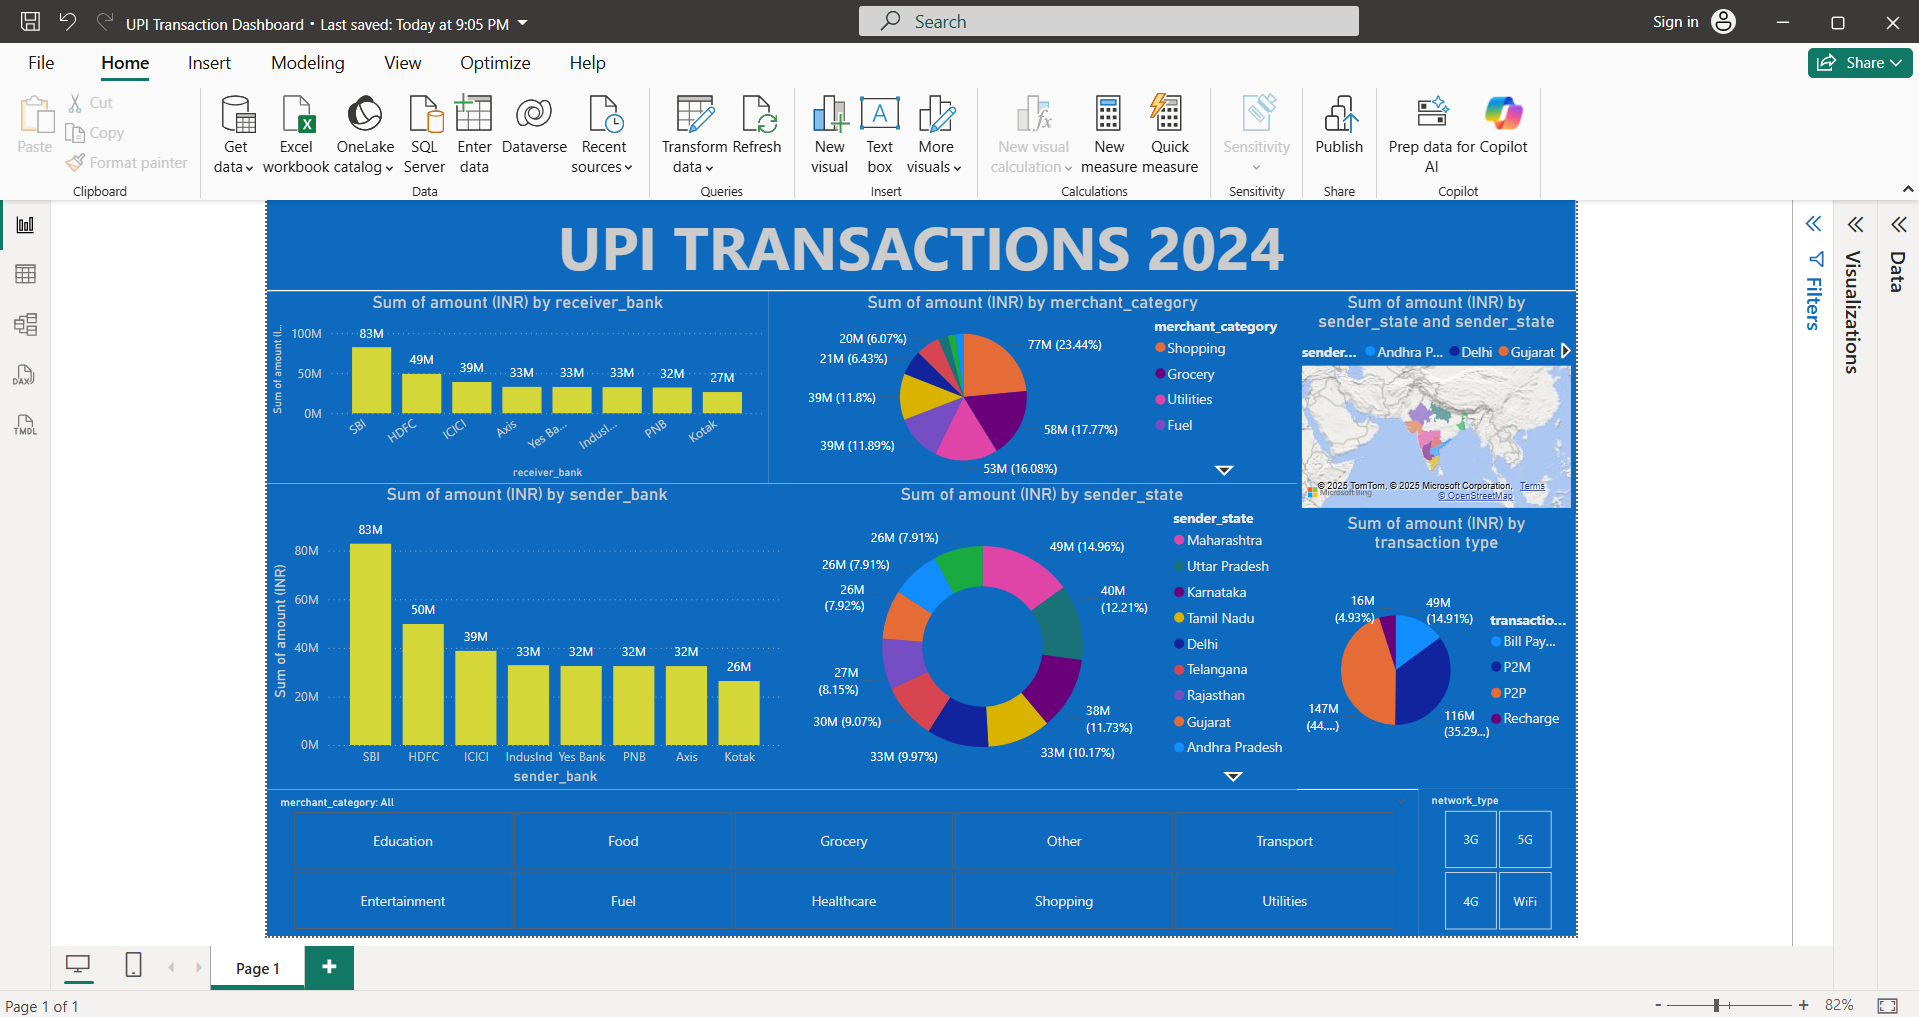 UPI Transaction Dashboard • Last saved: Today at 9:05 PM
Search
Sign in
File
Home
Insert
Modeling
View
Optimize
Help
Share
Paste
Cut
Copy
Format painter
Clipboard
Get data
Excel workbook
OneLake catalog
SQL Server
Enter data
Dataverse
Recent sources
Data
Transform data
Refresh
Queries
New visual
Text box
More visuals
Insert
New visual calculation
New measure
Quick measure
Calculations
Sensitivity
Sensitivity
Publish
Share
Prep data for AI
Copilot
Copilot
UPI TRANSACTIONS 2024
Sum of amount (INR) by receiver_bank
Sum of amount (I...
100M
50M
0M
83M
49M
39M
33M
33M
33M
32M
27M
SBI
HDFC
ICICI
Axis
Yes Ba...
IndusI...
PNB
Kotak
receiver_bank
Sum of amount (INR) by merchant_category
20M (6.07%)
21M (6.43%)
39M (11.8%)
39M (11.89%)
53M (16.08%)
58M (17.77%)
77M (23.44%)
merchant_category
Shopping
Grocery
Utilities
Fuel
Sum of amount (INR) by
sender_state and sender_state
sender...
Andhra P...
Delhi
Gujarat
© 2025 TomTom, © 2025 Microsoft Corporation,
Terms
Microsoft Bing
© OpenStreetMap
Sum of amount (INR) by sender_bank
Sum of amount (INR)
80M
60M
40M
20M
0M
83M
50M
39M
33M
32M
32M
32M
26M
SBI
HDFC
ICICI
IndusInd
Yes Bank
PNB
Axis
Kotak
sender_bank
Sum of amount (INR) by sender_state
26M (7.91%)
26M (7.91%)
26M
(7.92%)
27M
(8.15%)
30M (9.07%)
33M (9.97%)
33M (10.17%)
38M
(11.73%)
40M
(12.21%)
49M (14.96%)
sender_state
Maharashtra
Uttar Pradesh
Karnataka
Tamil Nadu
Delhi
Telangana
Rajasthan
Gujarat
Andhra Pradesh
Sum of amount (INR) by
transaction type
16M
(4.93%)
49M
(14.91%)
147M
(44....)
116M
(35.29...)
transactio...
Bill Pay...
P2M
P2P
Recharge
merchant_category: All
Education
Food
Grocery
Other
Transport
Entertainment
Fuel
Healthcare
Shopping
Utilities
network_type
3G
5G
4G
WiFi
Filters
Visualizations
Data
DAX
TMDL
Page 1
Page 1 of 1
- + 82%